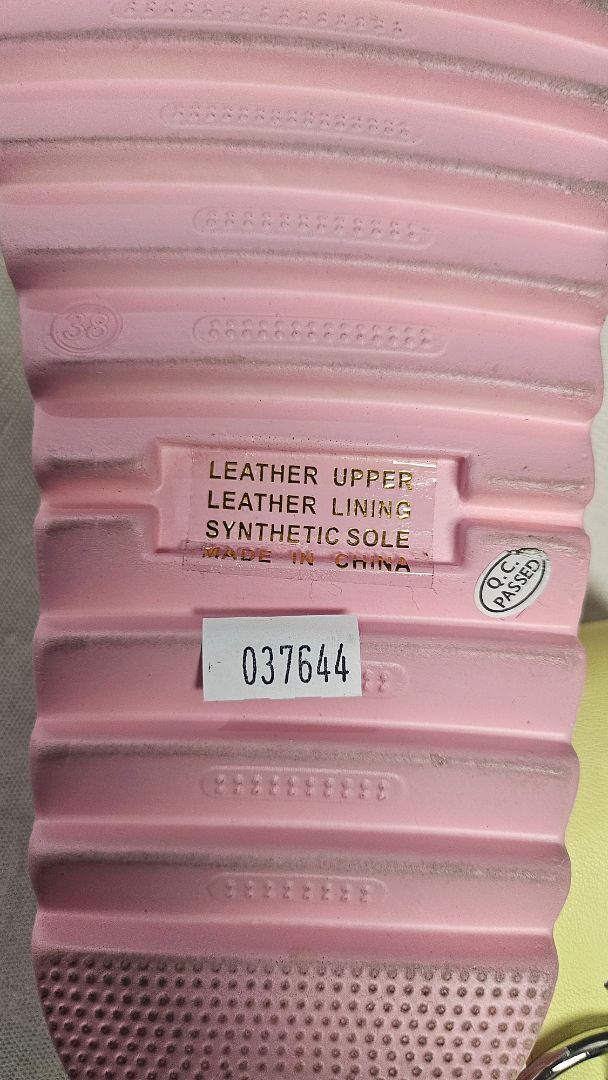 38
LEATHER UPPER
LEATHER LINING
SYNTHETIC SOLE
MADE IN CHINA
Q.C.
PASSED
037644